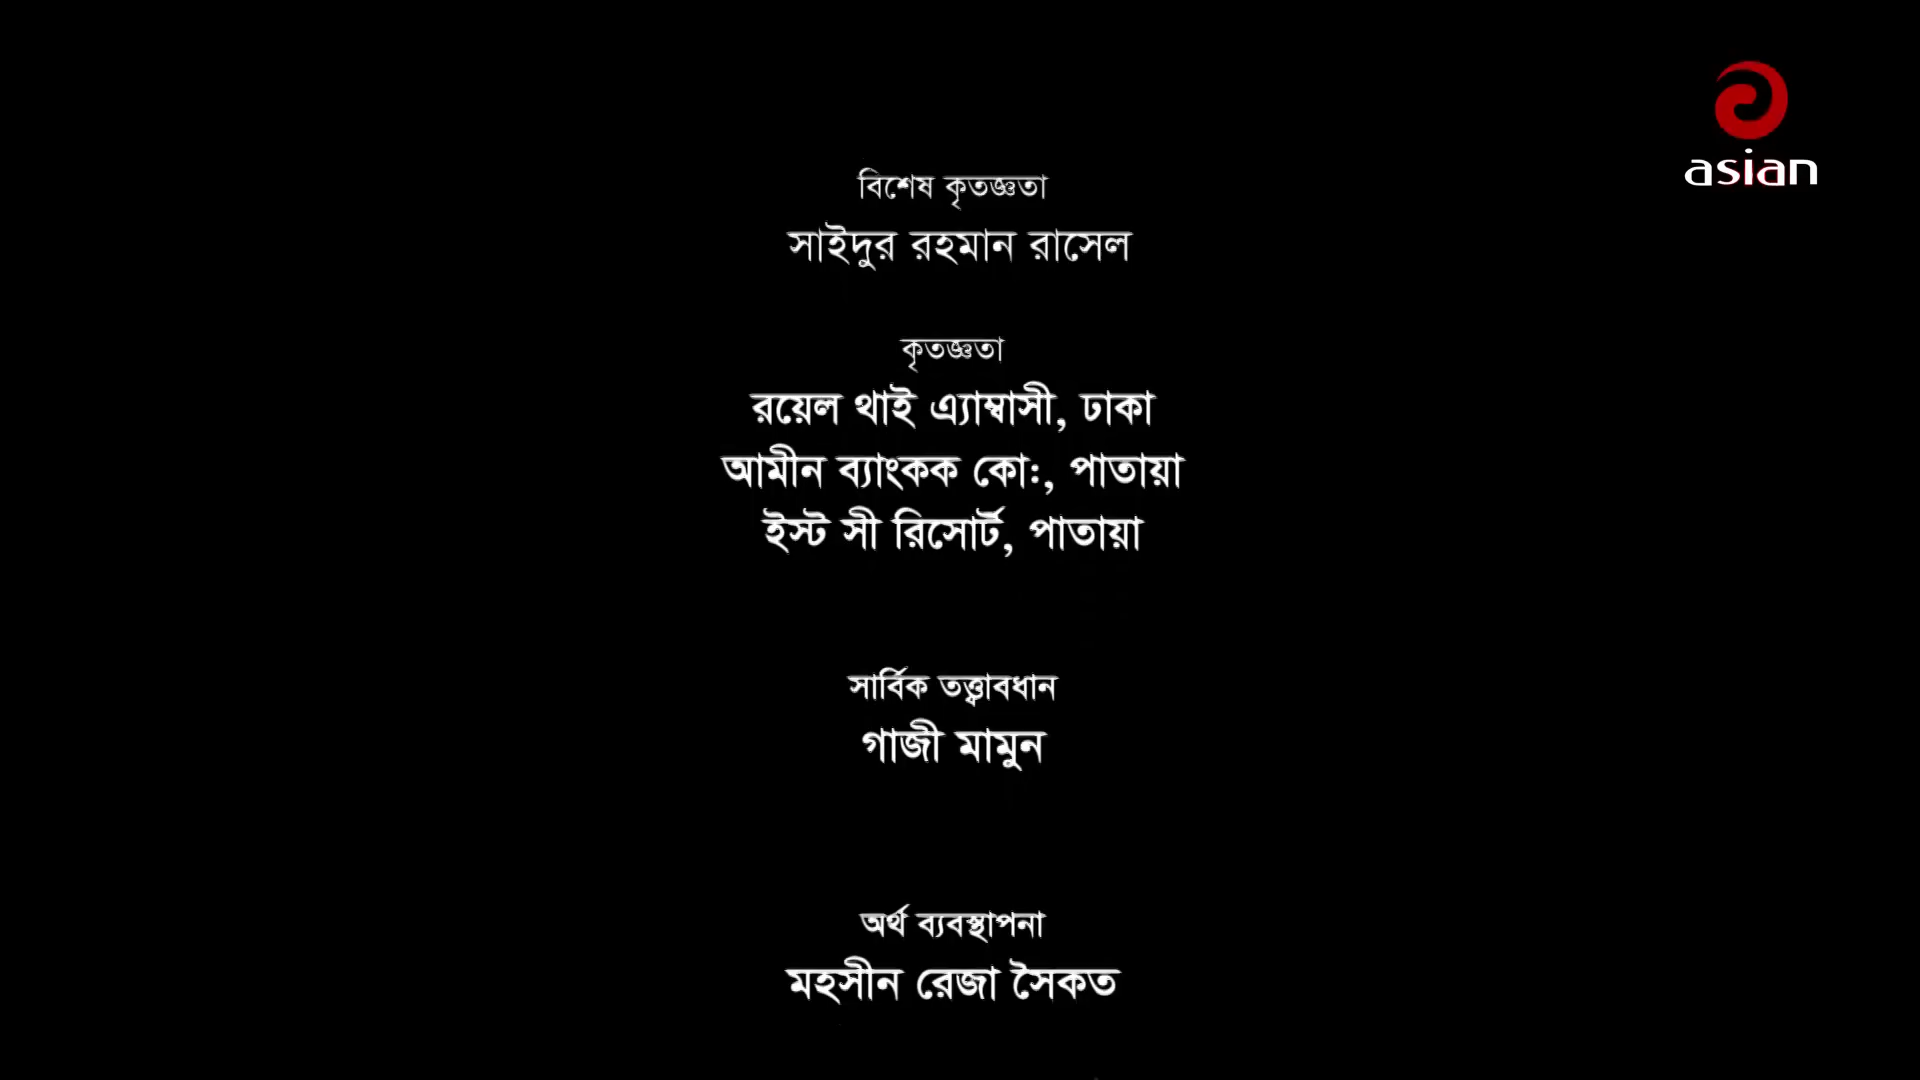 asian
বিশেষ কৃতজ্ঞতা
সাইদুর রহমান রাসেল
কৃতজ্ঞতা
রয়েল থাই এ্যাম্বাসী, ঢাকা
আমীন ব্যাংকক কোঃ, পাতায়া
ইস্ট সী রিসোর্ট, পাতায়া
সার্বিক তত্ত্বাবধান
গাজী মামুন
অর্থ ব্যবস্থাপনা
মহসীন রেজা সৈকত